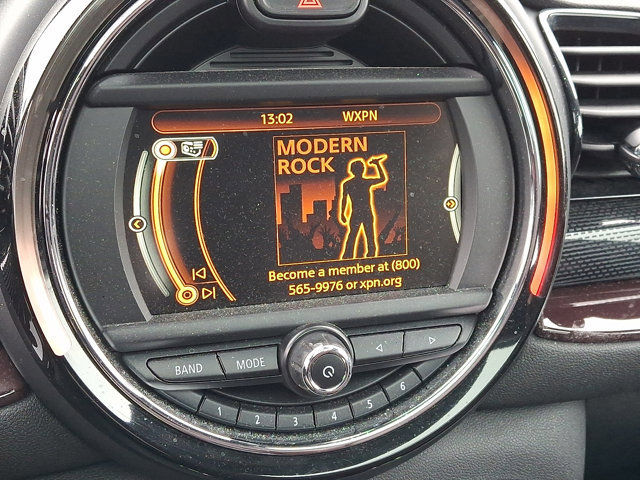 13:02 WXPN
MODERN
ROCK
Become a member at (800)
565-9976 or xpn.org
BAND MODE
1 2 3 4 5 6